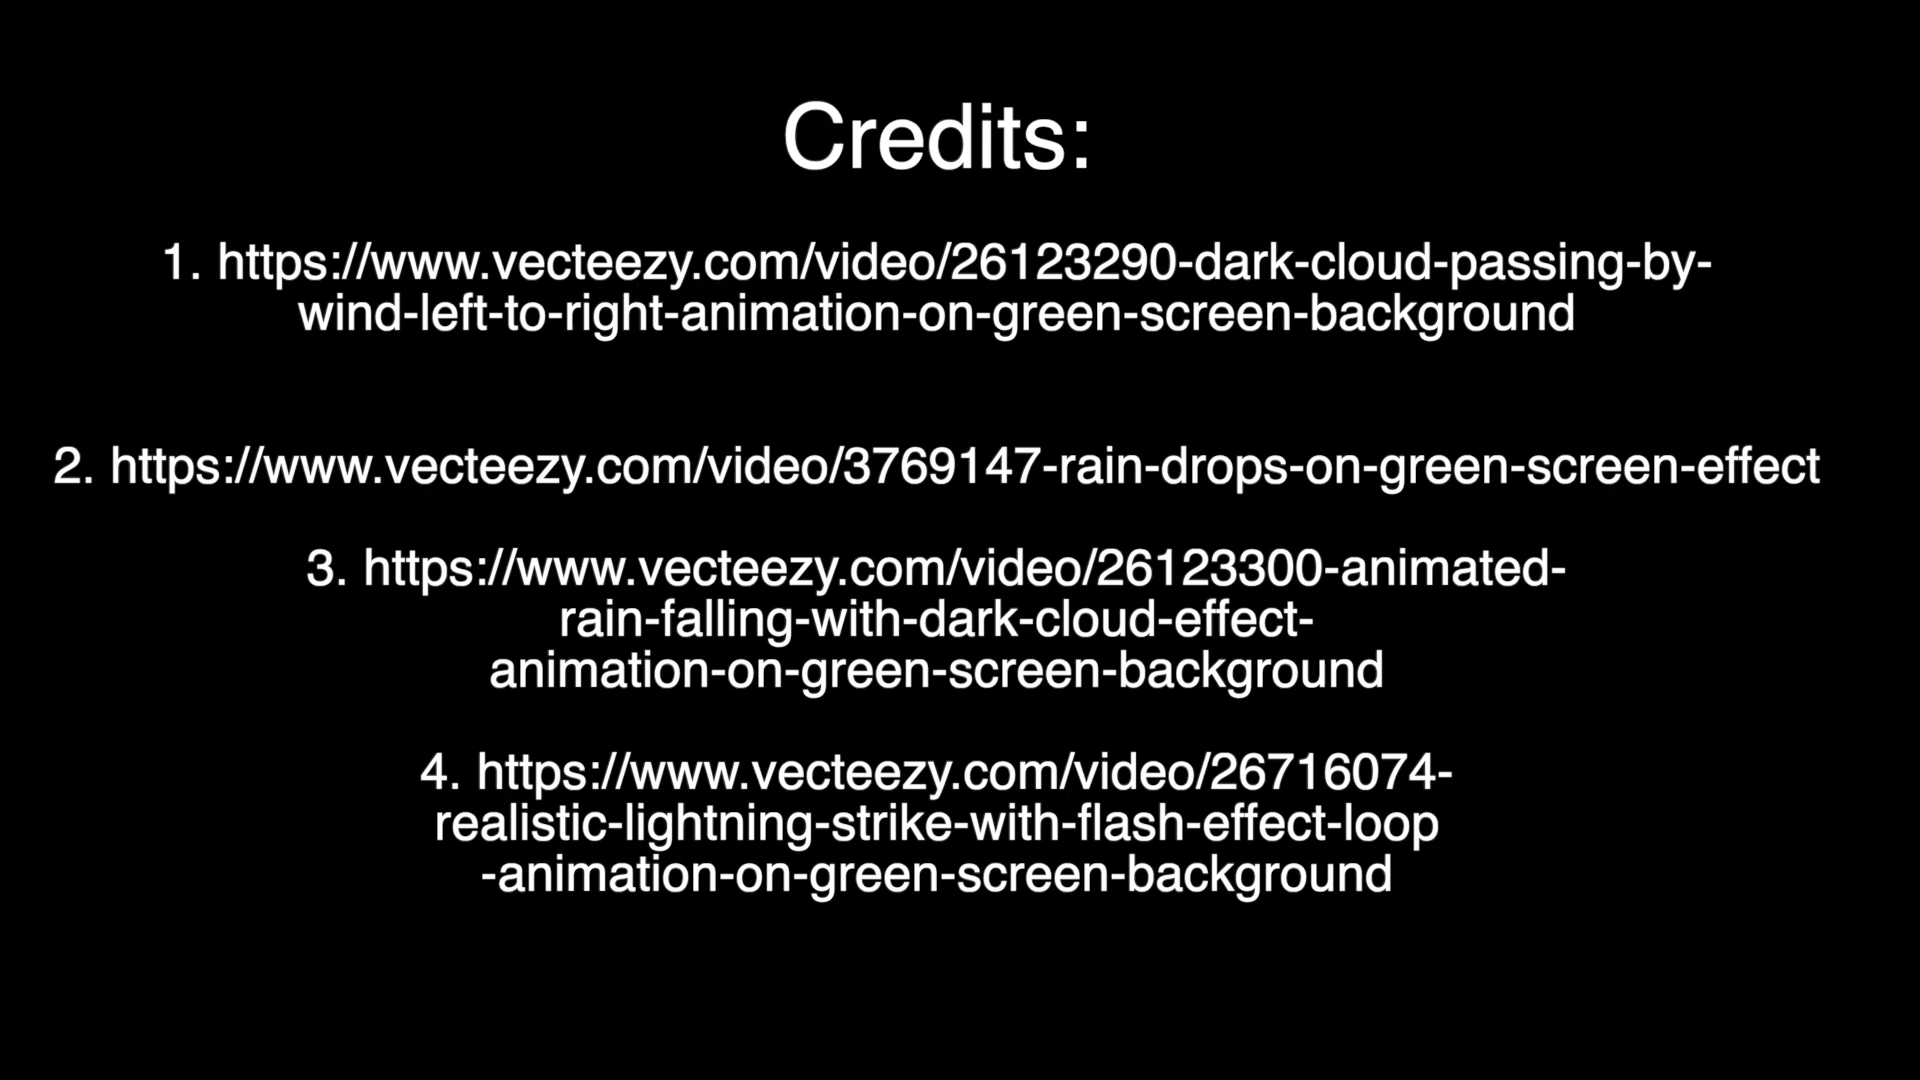 Credits:
1. https://www.vecteezy.com/video/26123290-dark-cloud-passing-by-
wind-left-to-right-animation-on-green-screen-background
2. https://www.vecteezy.com/video/3769147-rain-drops-on-green-screen-effect
3. https://www.vecteezy.com/video/26123300-animated-
rain-falling-with-dark-cloud-effect-
animation-on-green-screen-background
4. https://www.vecteezy.com/video/26716074-
realistic-lightning-strike-with-flash-effect-loop
-animation-on-green-screen-background